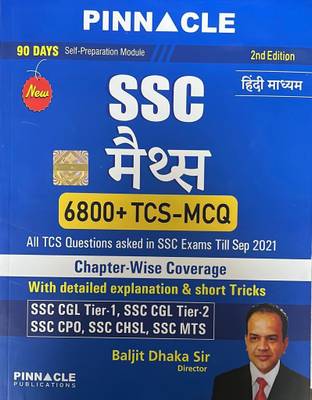 PINNACLE
90 DAYS Self-Preparation Module 2nd Edition
New
हिंदी माध्यम
SSC
मैथ्स
6800+ TCS-MCQ
All TCS Questions asked in SSC Exams Till Sep 2021
Chapter-Wise Coverage
With detailed explanation & short Tricks
SSC CGL Tier-1, SSC CGL Tier-2
SSC CPO, SSC CHSL, SSC MTS
Baljit Dhaka Sir
Director
PINNACLE
PUBLICATIONS